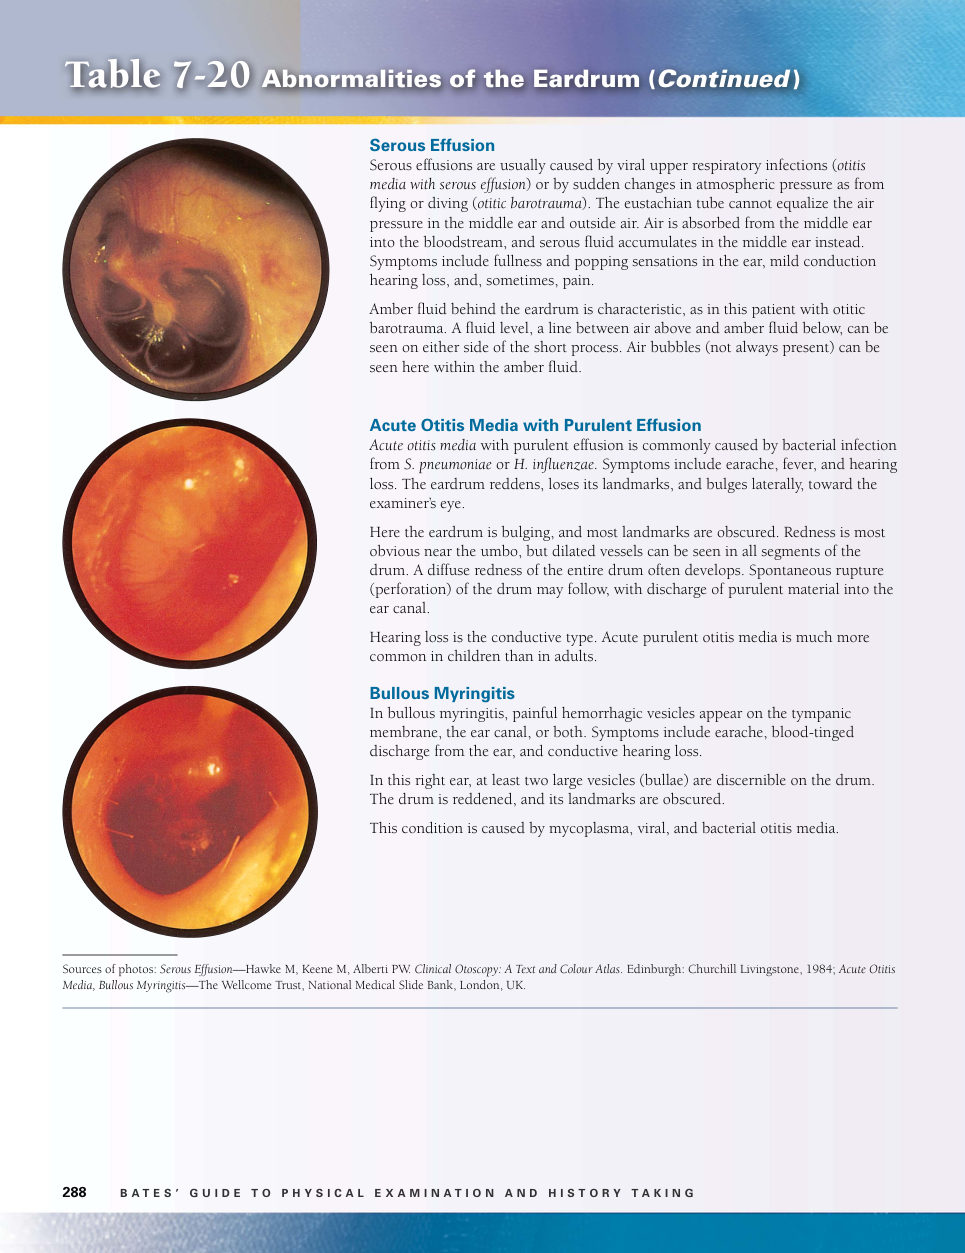 Table 7-20 Abnormalities of the Eardrum (Continued)
Serous Effusion
Serous effusions are usually caused by viral upper respiratory infections (otitis
media with serous effusion) or by sudden changes in atmospheric pressure as from
flying or diving (otitic barotrauma). The eustachian tube cannot equalize the air
pressure in the middle ear and outside air. Air is absorbed from the middle ear
into the bloodstream, and serous fluid accumulates in the middle ear instead.
Symptoms include fullness and popping sensations in the ear, mild conduction
hearing loss, and, sometimes, pain.
Amber fluid behind the eardrum is characteristic, as in this patient with otitic
barotrauma. A fluid level, a line between air above and amber fluid below, can be
seen on either side of the short process. Air bubbles (not always present) can be
seen here within the amber fluid.
Acute Otitis Media with Purulent Effusion
Acute otitis media with purulent effusion is commonly caused by bacterial infection
from S. pneumoniae or H. influenzae. Symptoms include earache, fever, and hearing
loss. The eardrum reddens, loses its landmarks, and bulges laterally, toward the
examiner's eye.
Here the eardrum is bulging, and most landmarks are obscured. Redness is most
obvious near the umbo, but dilated vessels can be seen in all segments of the
drum. A diffuse redness of the entire drum often develops. Spontaneous rupture
(perforation) of the drum may follow, with discharge of purulent material into the
ear canal.
Hearing loss is the conductive type. Acute purulent otitis media is much more
common in children than in adults.
Bullous Myringitis
In bullous myringitis, painful hemorrhagic vesicles appear on the tympanic
membrane, the ear canal, or both. Symptoms include earache, blood-tinged
discharge from the ear, and conductive hearing loss.
In this right ear, at least two large vesicles (bullae) are discernible on the drum.
The drum is reddened, and its landmarks are obscured.
This condition is caused by mycoplasma, viral, and bacterial otitis media.
Sources of photos: Serous Effusion—Hawke M, Keene M, Alberti PW. Clinical Otoscopy: A Text and Colour Atlas. Edinburgh: Churchill Livingstone, 1984; Acute Otitis
Media, Bullous Myringitis—The Wellcome Trust, National Medical Slide Bank, London, UK.
288 BATES' GUIDE TO PHYSICAL EXAMINATION AND HISTORY TAKING